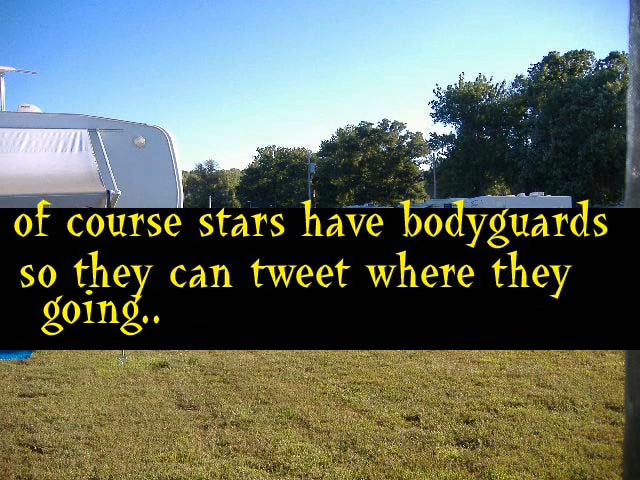 of course stars have bodyguards
so they can tweet where they
going..